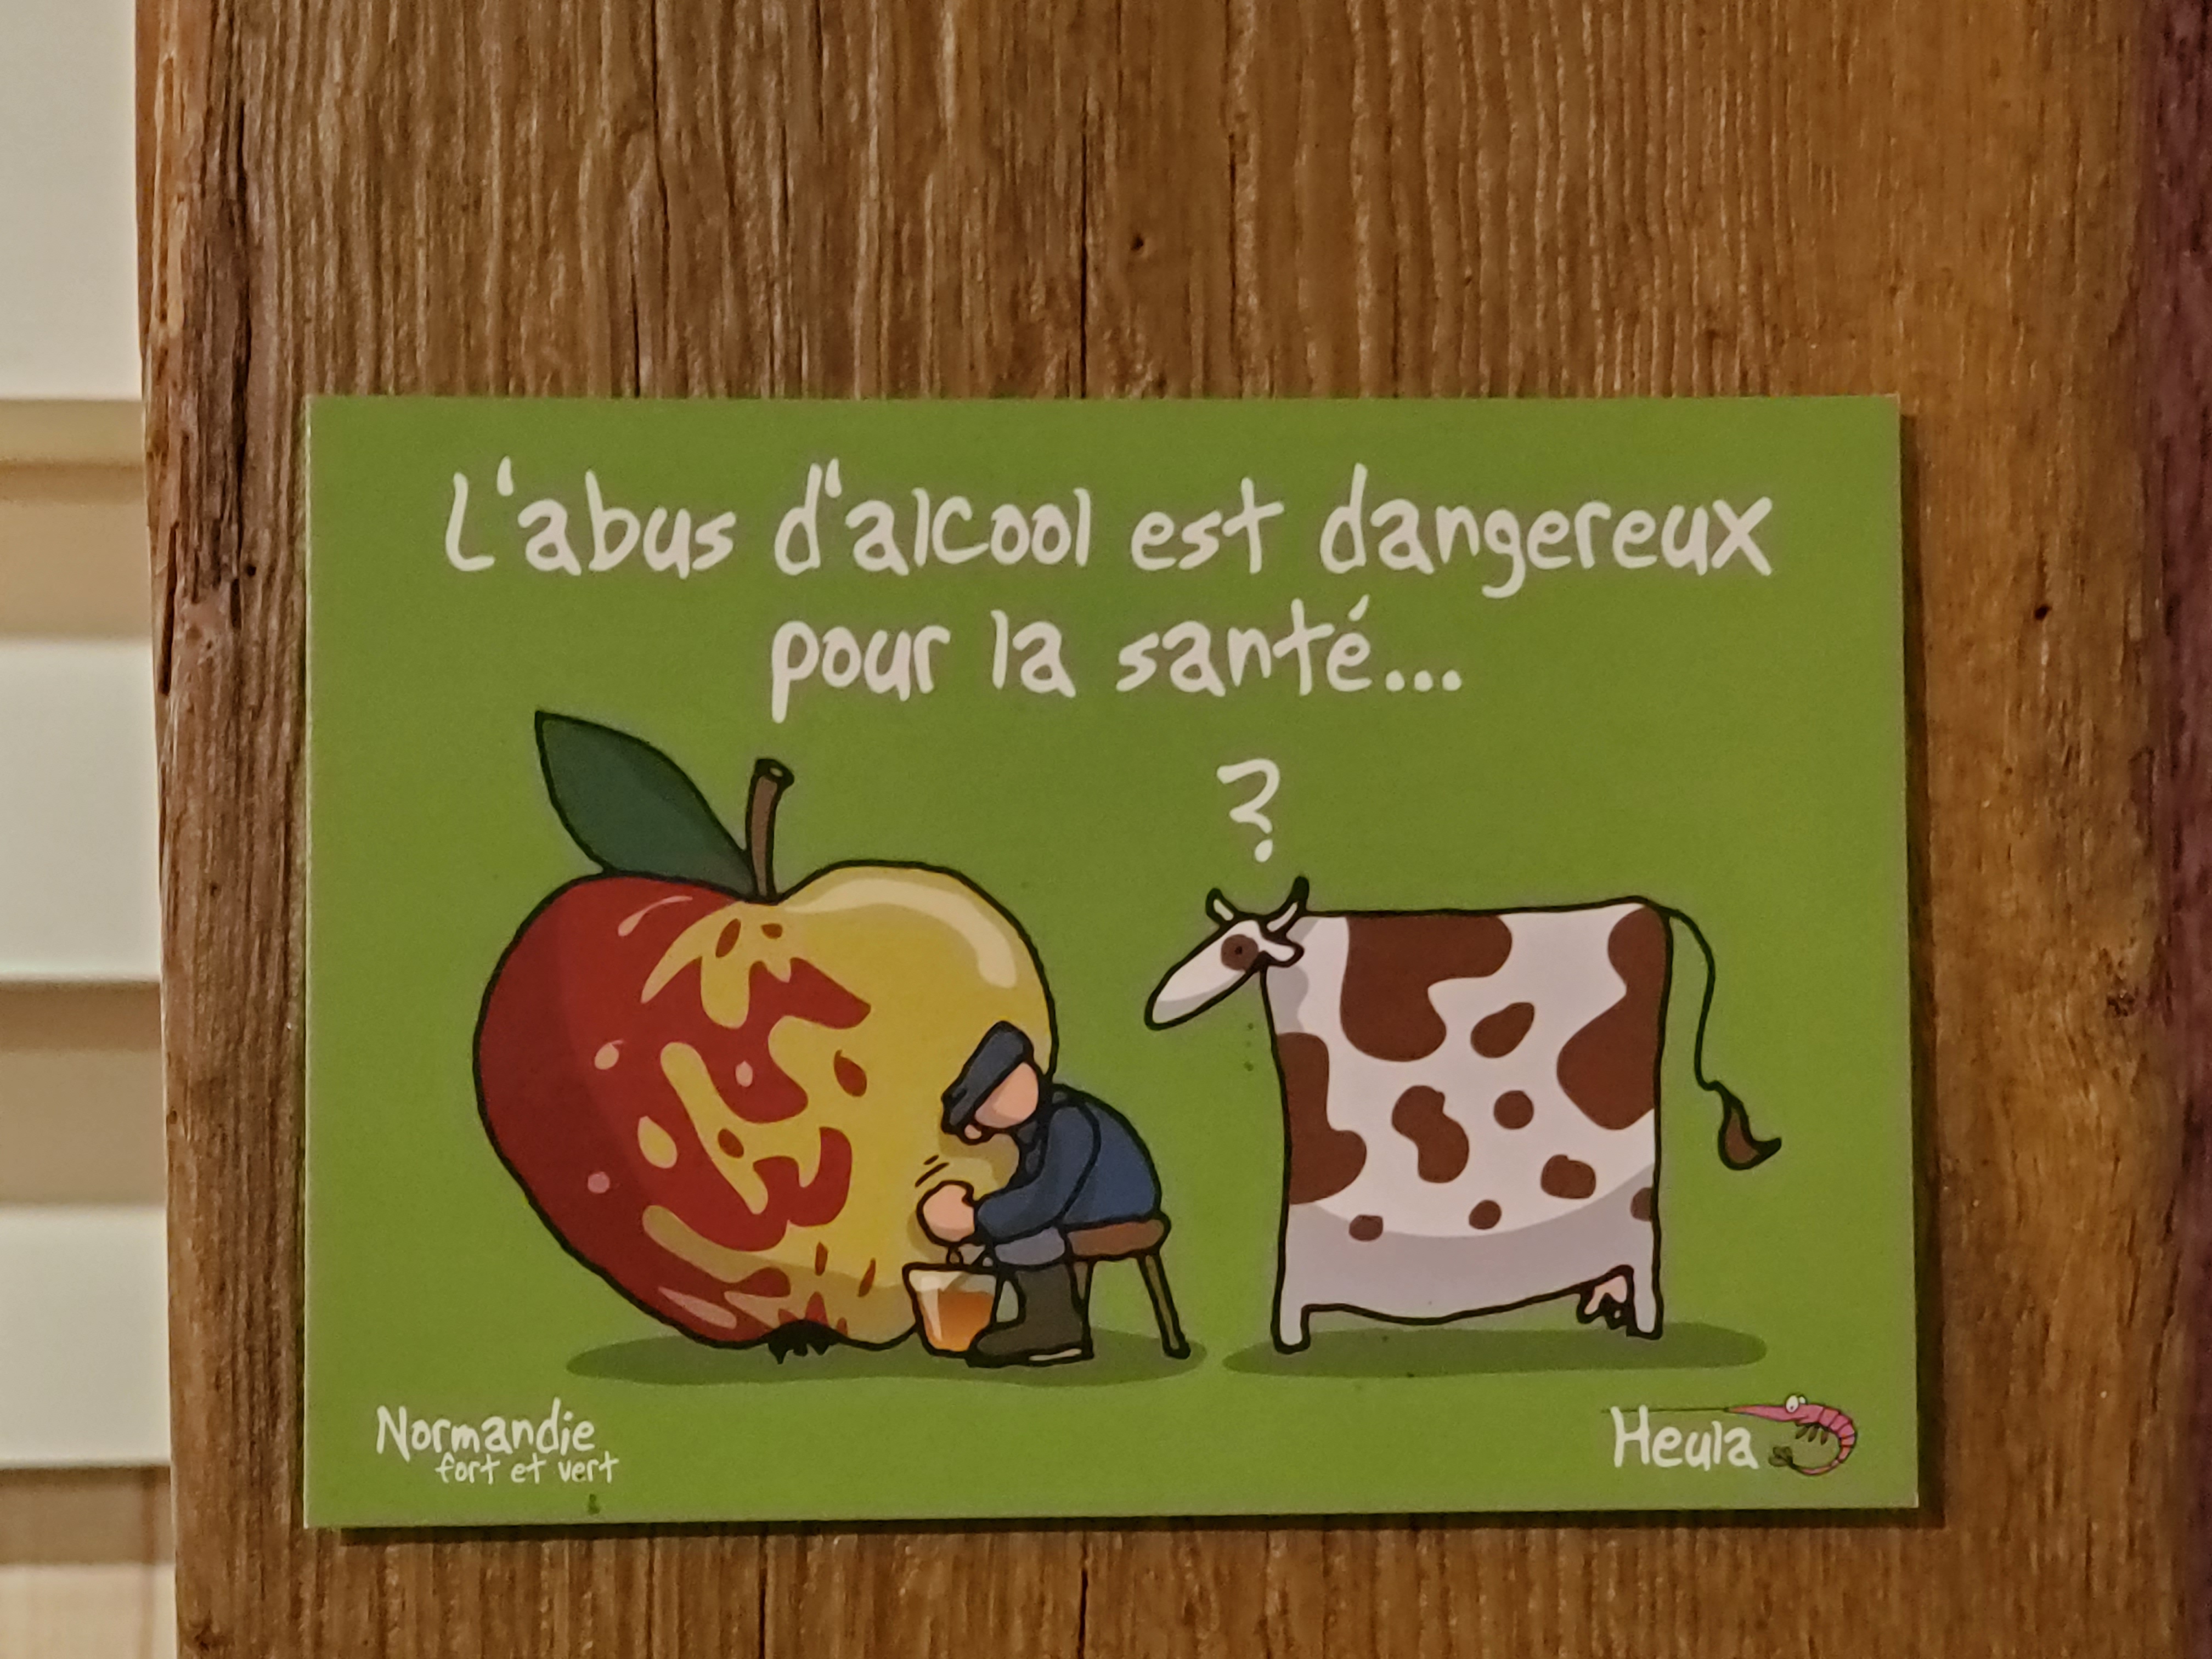 L'abus d'alcool est dangereux
pour la santé...
?
Normandie
fort et vert
Heula